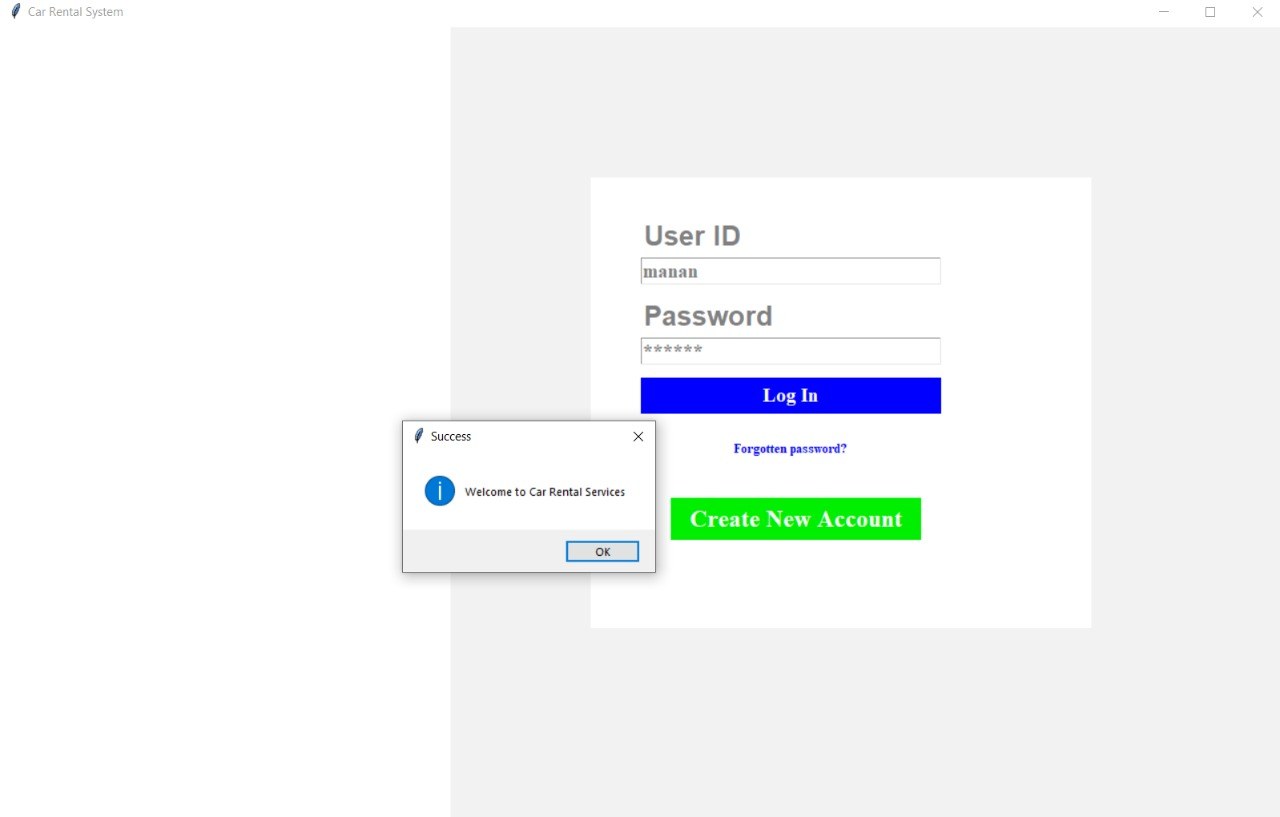 Car Rental System
User ID
manan
Password
******
Log In
Forgotten password?
Create New Account
Success
Welcome to Car Rental Services
OK